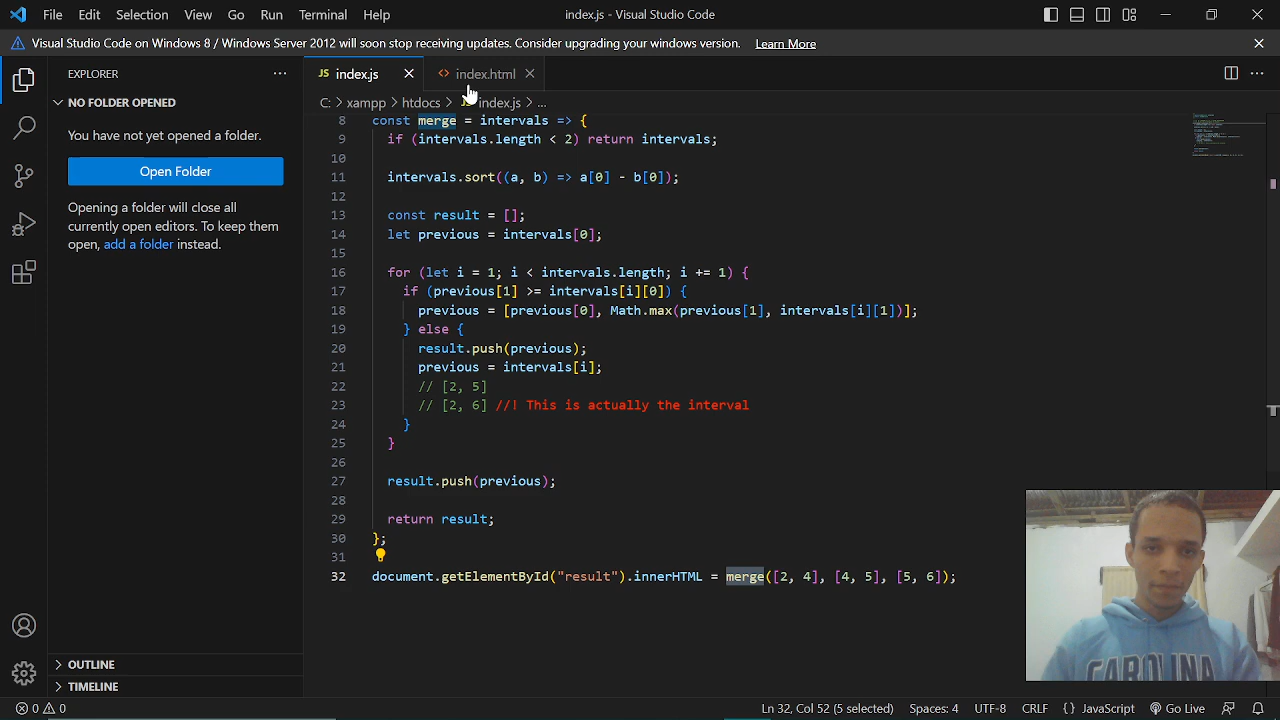 File Edit Selection View Go Run Terminal Help index.js - Visual Studio Code
Visual Studio Code on Windows 8 / Windows Server 2012 will soon stop receiving updates. Consider upgrading your windows version. Learn More
EXPLORER
NO FOLDER OPENED
You have not yet opened a folder.
Open Folder
Opening a folder will close all
currently open editors. To keep them
open, add a folder instead.
OUTLINE
TIMELINE
JS index.js index.html
C: > xampp > htdocs > index.js > ...
8 const merge = intervals => {
9 if (intervals.length < 2) return intervals;
10
11 intervals.sort((a, b) => a[0] - b[0]);
12
13 const result = [];
14 let previous = intervals[0];
15
16 for (let i = 1; i < intervals.length; i += 1) {
17 if (previous[1] >= intervals[i][0]) {
18 previous = [previous[0], Math.max(previous[1], intervals[i][1])];
19 } else {
20 result.push(previous);
21 previous = intervals[i];
22 // [2, 5]
23 // [2, 6] //! This is actually the interval
24 }
25 }
26
27 result.push(previous);
28
29 return result;
30 };
31
32 document.getElementById("result").innerHTML = merge([2, 4], [4, 5], [5, 6]);
CAROLINA
0 0 Ln 32, Col 52 (5 selected) Spaces: 4 UTF-8 CRLF {} JavaScript Go Live